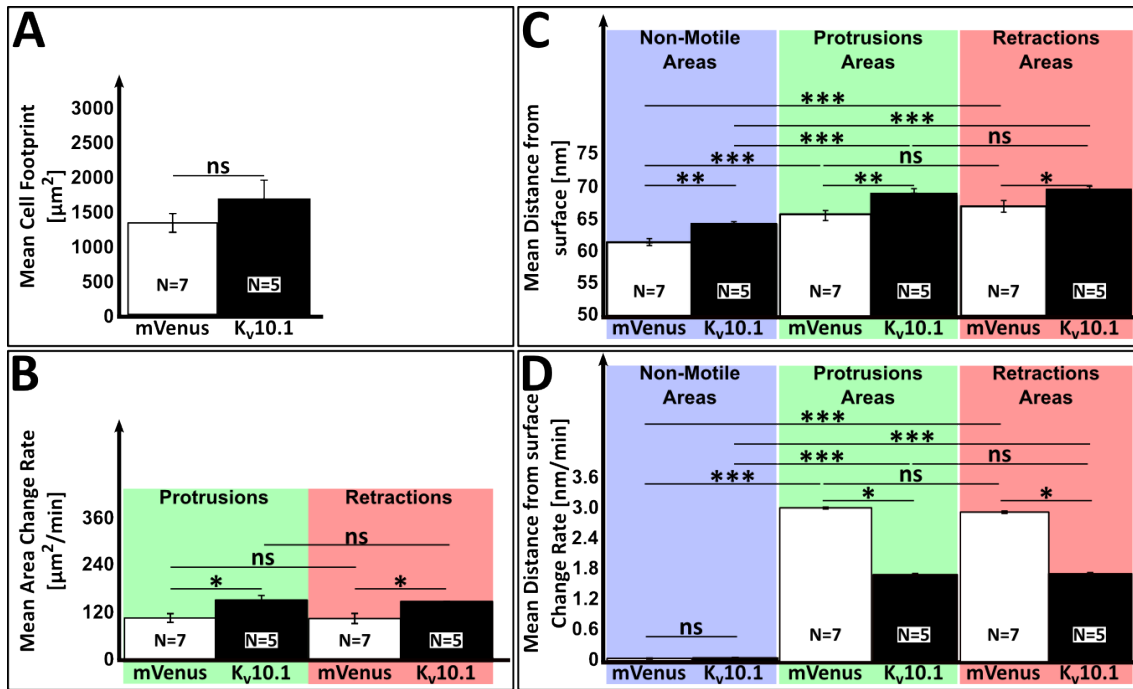 A
Mean Cell Footprint
[µm²]
3000
2500
2000
1500
1000
500
0
ns
N=7
N=5
mVenus Kv10.1
B
Mean Area Change Rate
[µm²/min]
360
240
120
0
Protrusions Retractions
ns
ns
* *
N=7 N=5 N=7 N=5
mVenus Kv10.1 mVenus Kv10.1
C
Mean Distance from
surface [nm]
Non-Motile Protrusions Retractions
Areas Areas Areas
75
70
65
60
55
50
***
***
*** ns
*** ns
** ** *
N=7 N=5 N=7 N=5 N=7 N=5
mVenus Kv10.1 mVenus Kv10.1 mVenus Kv10.1
D
Mean Distance from surface
Change Rate [nm/min]
Non-Motile Protrusions Retractions
Areas Areas Areas
3.6
3.0
2.4
1.8
1.2
0.6
0
***
***
*** ns
*** ns
* *
ns
N=7 N=5 N=7 N=5
mVenus Kv10.1 mVenus Kv10.1 mVenus Kv10.1